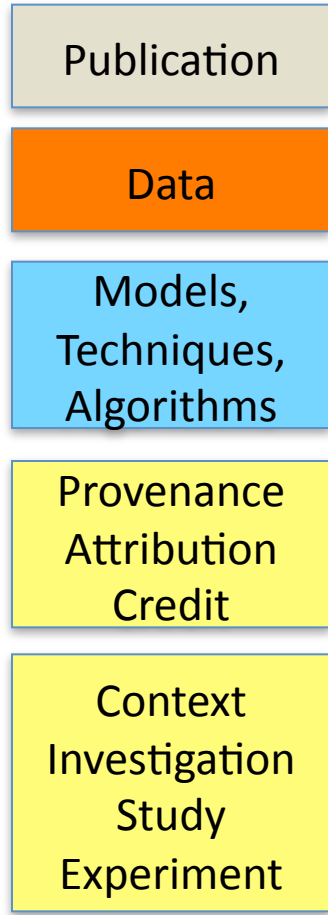 Publication
Data
Models,
Techniques,
Algorithms
Provenance
Attribution
Credit
Context
Investigation
Study
Experiment